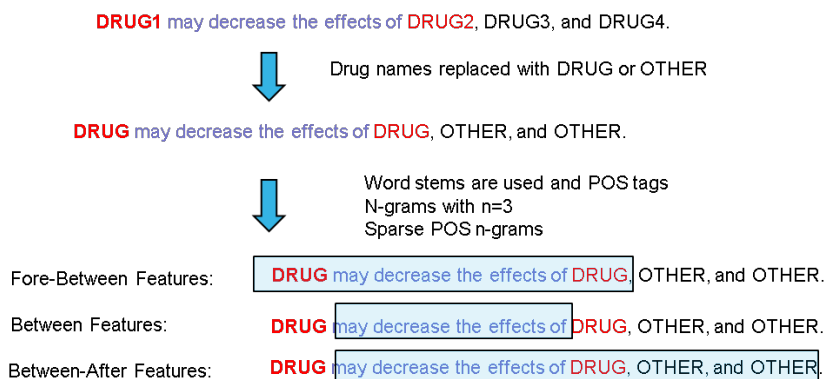 DRUG1 may decrease the effects of DRUG2, DRUG3, and DRUG4.
Drug names replaced with DRUG or OTHER
DRUG may decrease the effects of DRUG, OTHER, and OTHER.
Word stems are used and POS tags
N-grams with n=3
Sparse POS n-grams
Fore-Between Features: DRUG may decrease the effects of DRUG, OTHER, and OTHER.
Between Features: DRUG may decrease the effects of DRUG, OTHER, and OTHER.
Between-After Features: DRUG may decrease the effects of DRUG, OTHER, and OTHER.